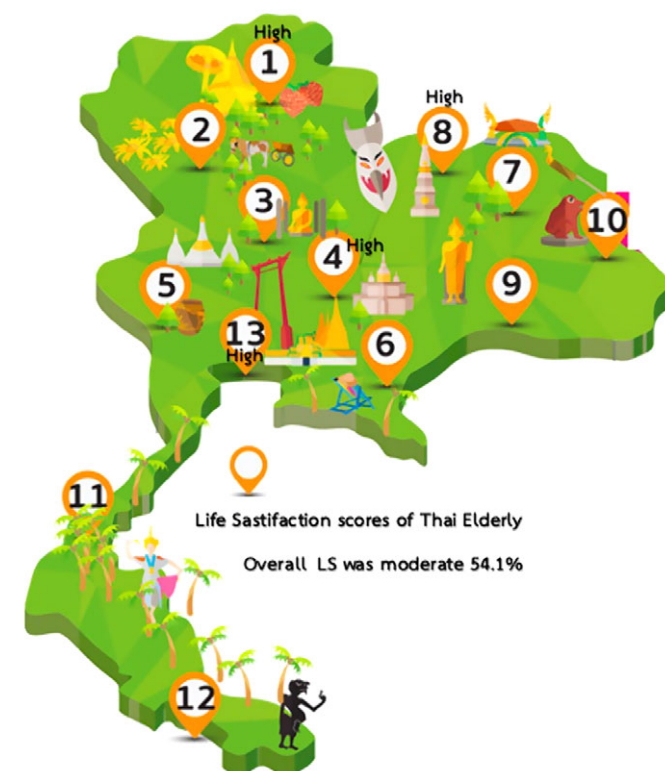 High
1
High
2
8
7
3
10
High
4
5
9
13
High
6
11
Life Sastifaction scores of Thai Elderly
Overall LS was moderate 54.1%
12